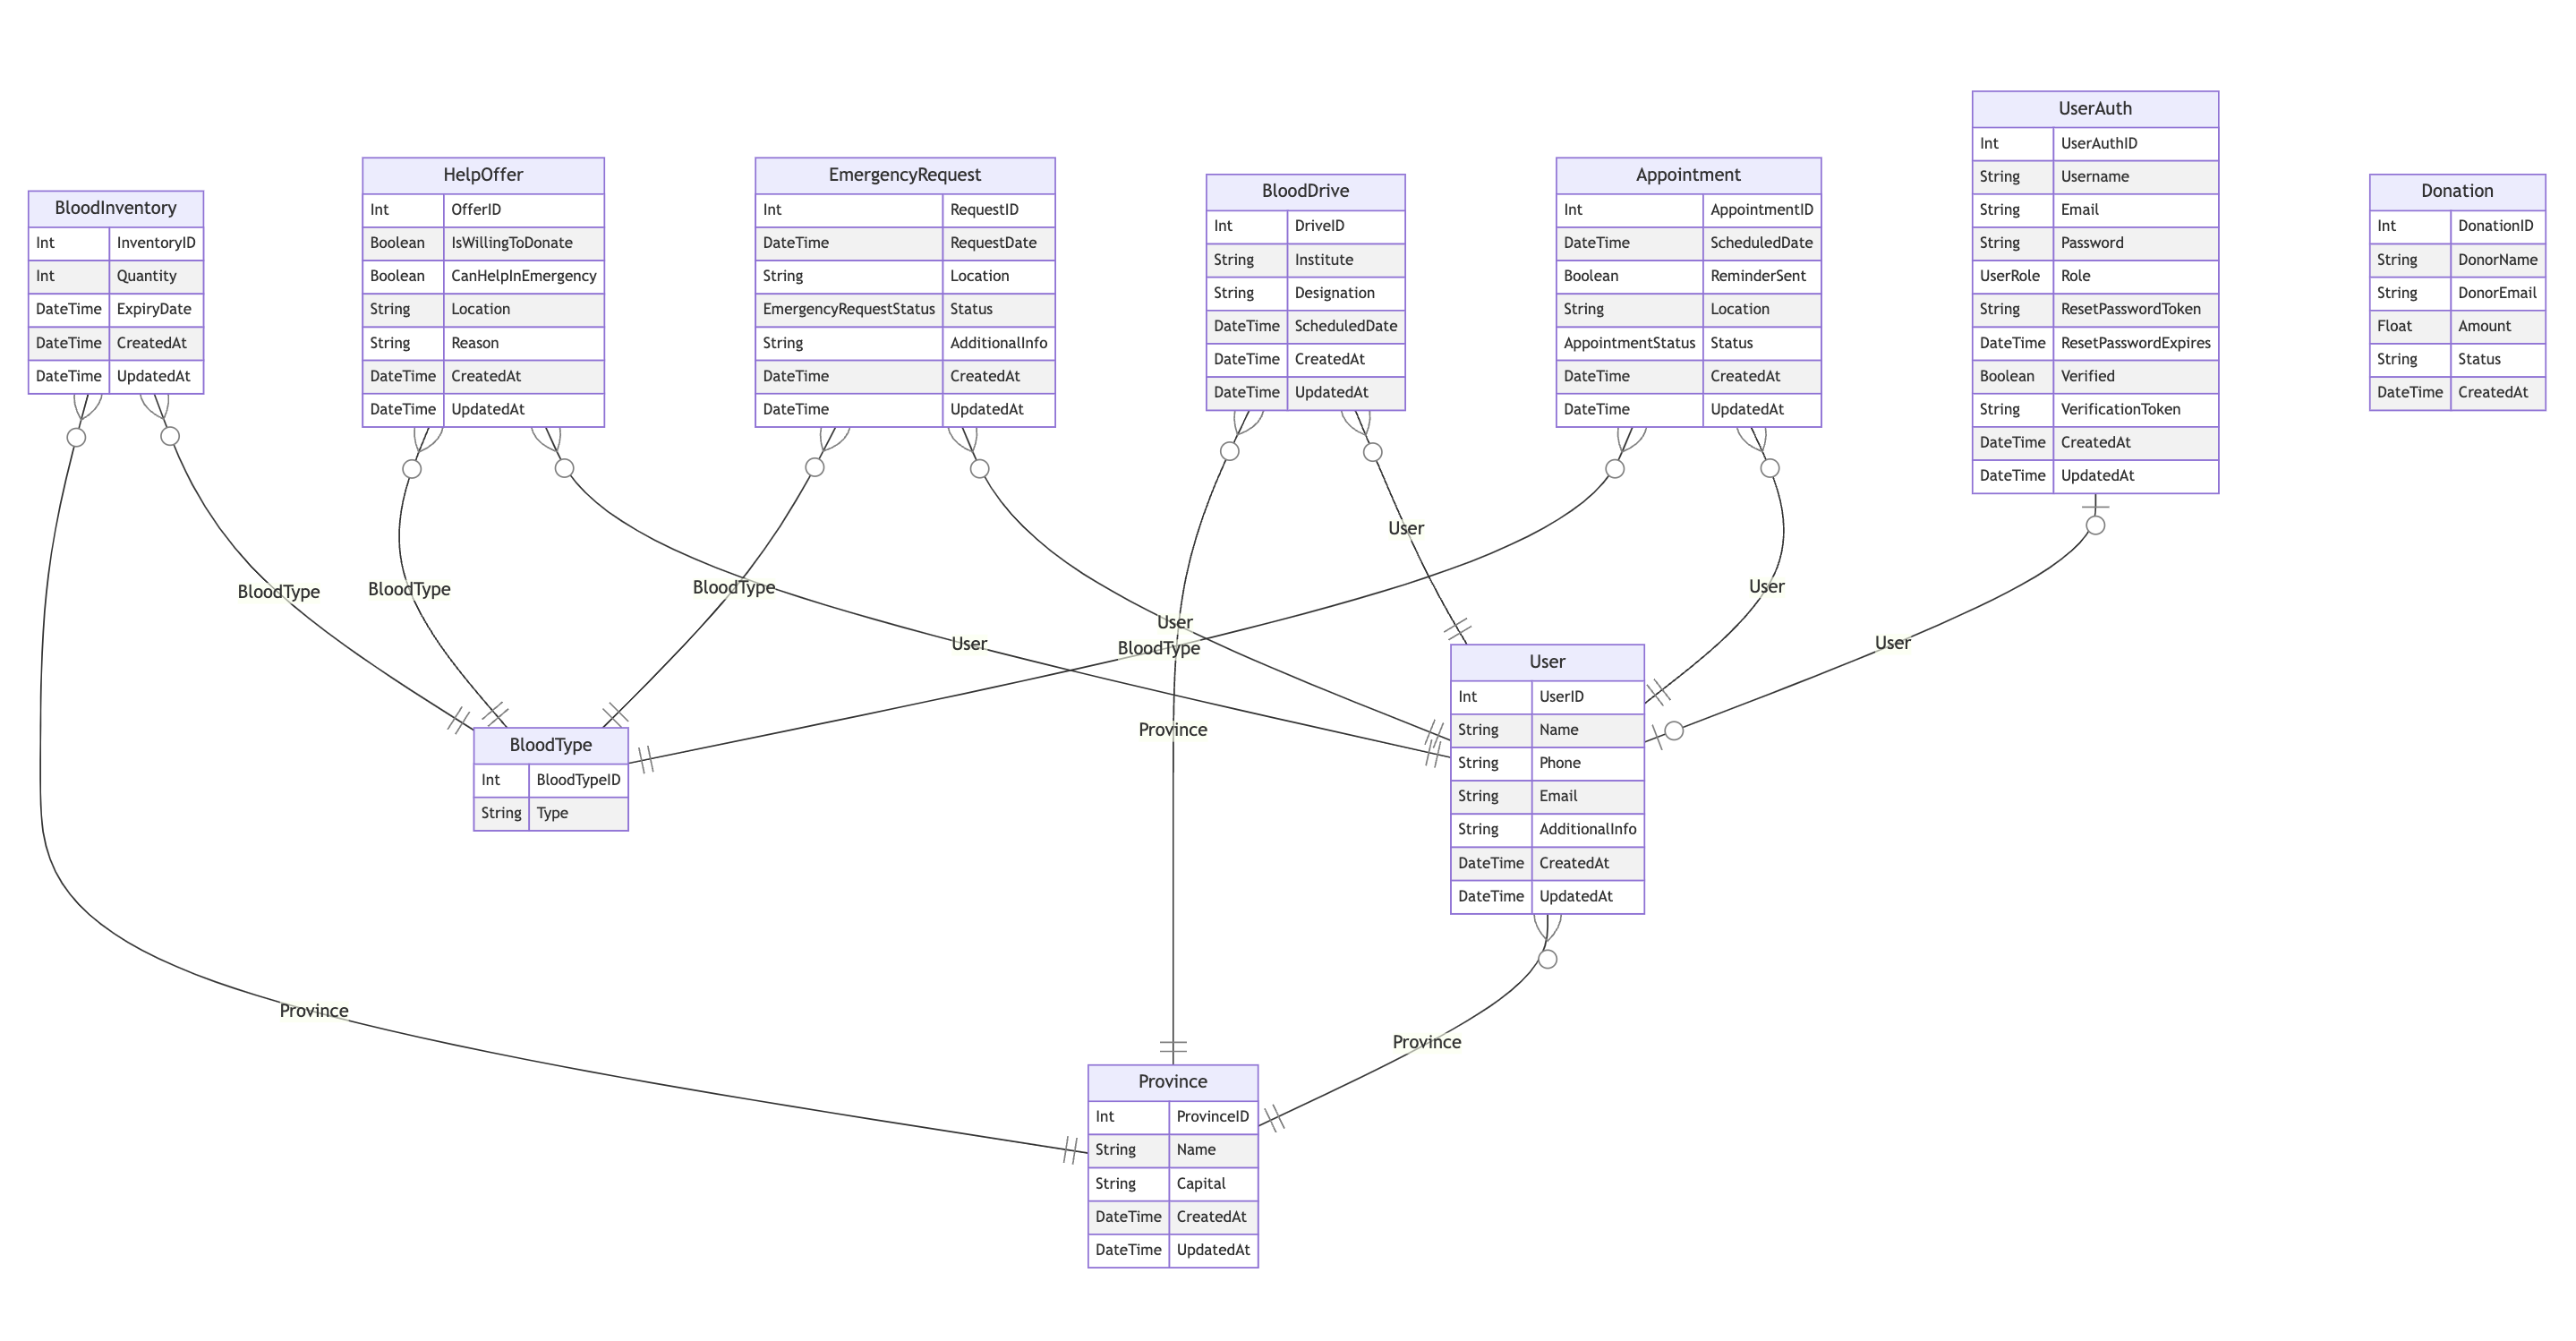 BloodInventory
Int InventoryID
Int Quantity
DateTime ExpiryDate
DateTime CreatedAt
DateTime UpdatedAt
HelpOffer
Int OfferID
Boolean IsWillingToDonate
Boolean CanHelpInEmergency
String Location
String Reason
DateTime CreatedAt
DateTime UpdatedAt
EmergencyRequest
Int RequestID
DateTime RequestDate
String Location
EmergencyRequestStatus Status
String AdditionalInfo
DateTime CreatedAt
DateTime UpdatedAt
BloodDrive
Int DriveID
String Institute
String Designation
DateTime ScheduledDate
DateTime CreatedAt
DateTime UpdatedAt
Appointment
Int AppointmentID
DateTime ScheduledDate
Boolean ReminderSent
String Location
AppointmentStatus Status
DateTime CreatedAt
DateTime UpdatedAt
UserAuth
Int UserAuthID
String Username
String Email
String Password
UserRole Role
String ResetPasswordToken
DateTime ResetPasswordExpires
Boolean Verified
String VerificationToken
DateTime CreatedAt
DateTime UpdatedAt
Donation
Int DonationID
String DonorName
String DonorEmail
Float Amount
String Status
DateTime CreatedAt
User
BloodType
BloodType
BloodType
User
User
User
BloodType
User
Province
BloodType
Int BloodTypeID
String Type
User
Int UserID
String Name
String Phone
String Email
String AdditionalInfo
DateTime CreatedAt
DateTime UpdatedAt
Province
Province
Province
Int ProvinceID
String Name
String Capital
DateTime CreatedAt
DateTime UpdatedAt